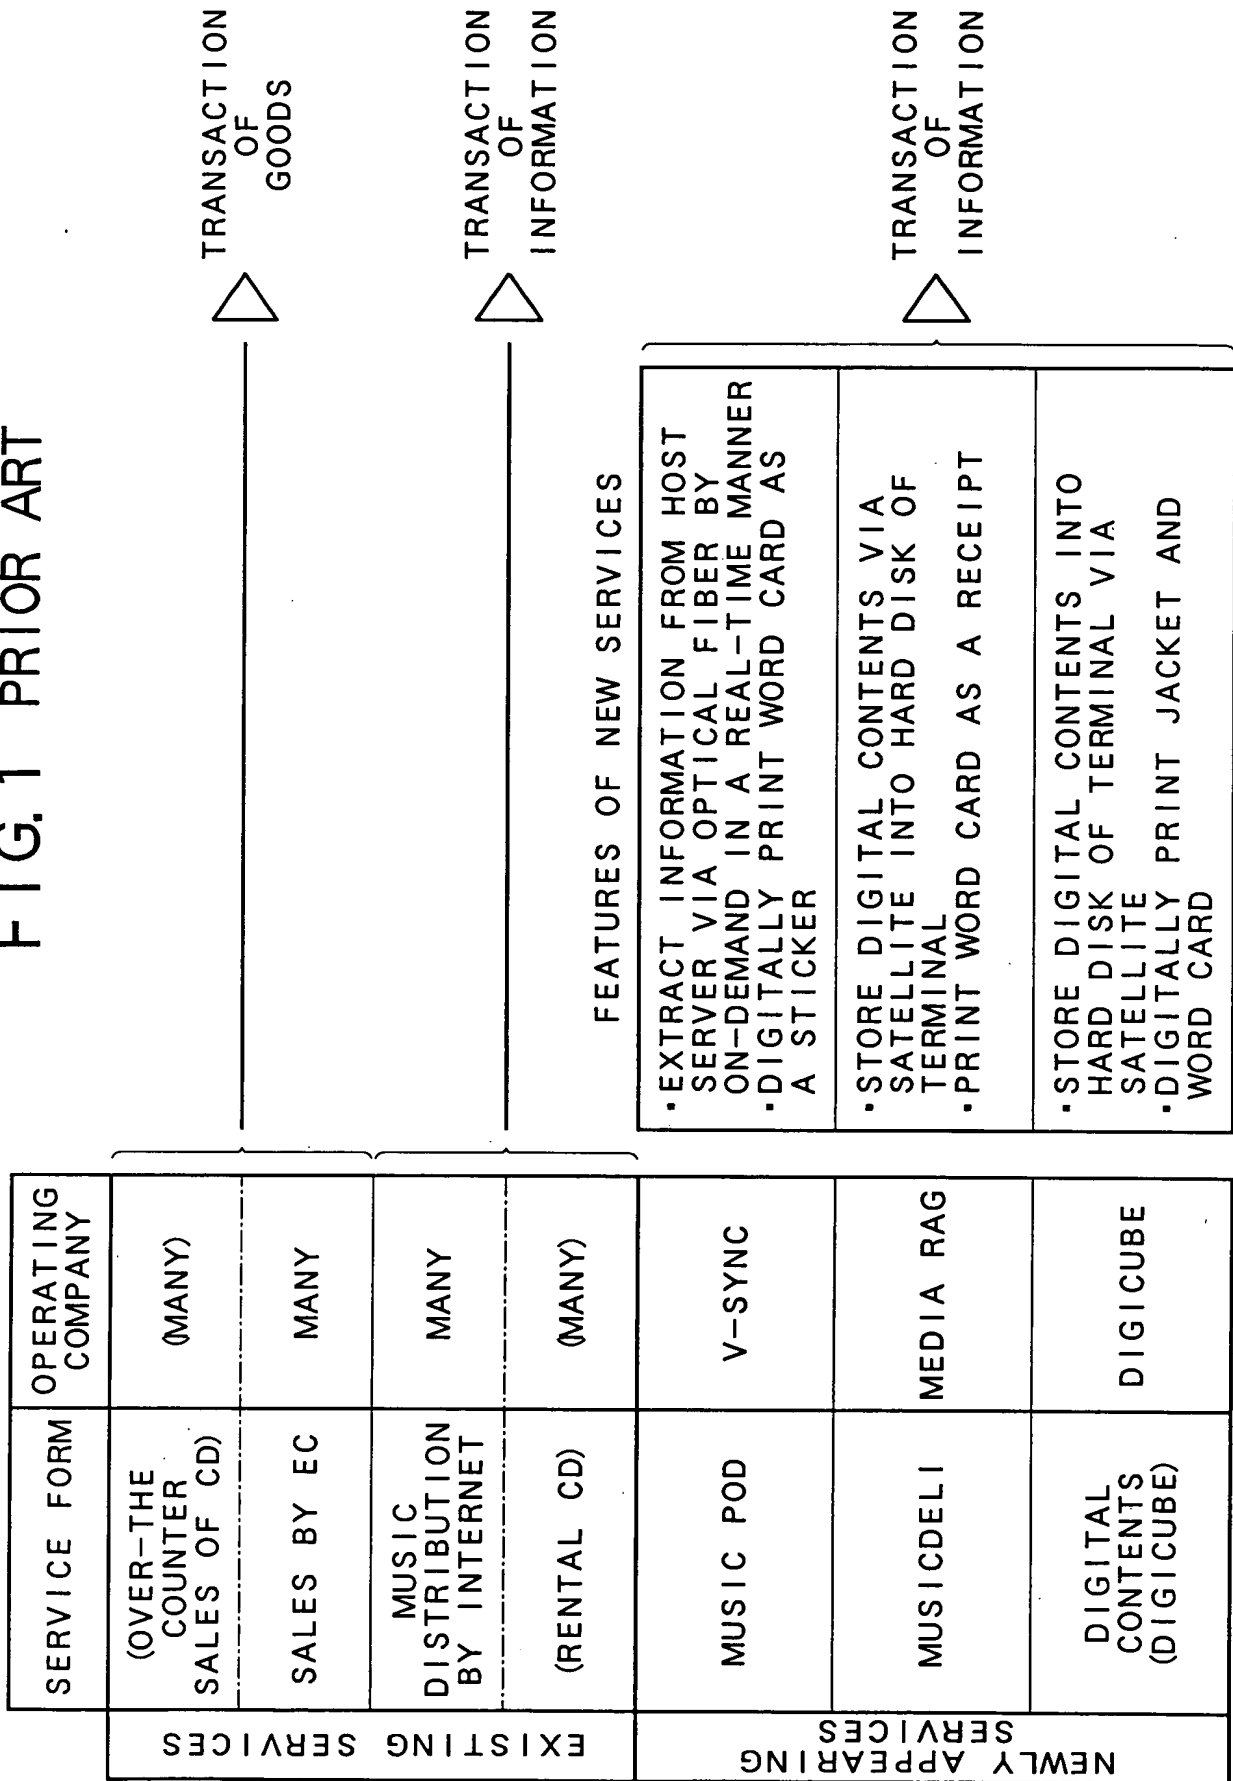 FIG. 1 PRIOR ART
SERVICE FORM
OPERATING
COMPANY
EXISTING SERVICES
(OVER-THE
COUNTER
SALES OF CD)
(MANY)
SALES BY EC
MANY
TRANSACTION
OF
GOODS
MUSIC
DISTRIBUTION
BY INTERNET
MANY
(RENTAL CD)
(MANY)
TRANSACTION
OF
INFORMATION
FEATURES OF NEW SERVICES
NEWLY APPEARING
SERVICES
MUSIC POD
V-SYNC
・EXTRACT INFORMATION FROM HOST
SERVER VIA OPTICAL FIBER BY
ON-DEMAND IN A REAL-TIME MANNER
・DIGITALLY PRINT WORD CARD AS
A STICKER
MUSICDELI
MEDIA RAG
・STORE DIGITAL CONTENTS VIA
SATELLITE INTO HARD DISK OF
TERMINAL
・PRINT WORD CARD AS A RECEIPT
DIGITAL
CONTENTS
(DIGICUBE)
DIGICUBE
・STORE DIGITAL CONTENTS INTO
HARD DISK OF TERMINAL VIA
SATELLITE
・DIGITALLY PRINT JACKET AND
WORD CARD
TRANSACTION
OF
INFORMATION